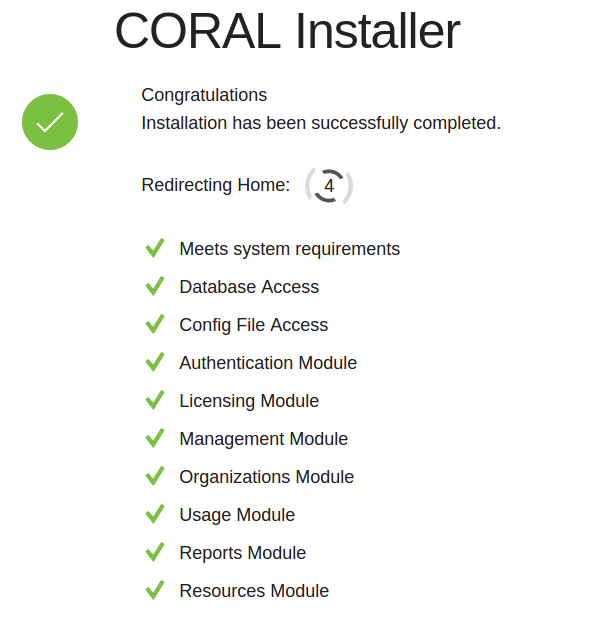 CORAL Installer
Congratulations
Installation has been successfully completed.
Redirecting Home: 4
Meets system requirements
Database Access
Config File Access
Authentication Module
Licensing Module
Management Module
Organizations Module
Usage Module
Reports Module
Resources Module